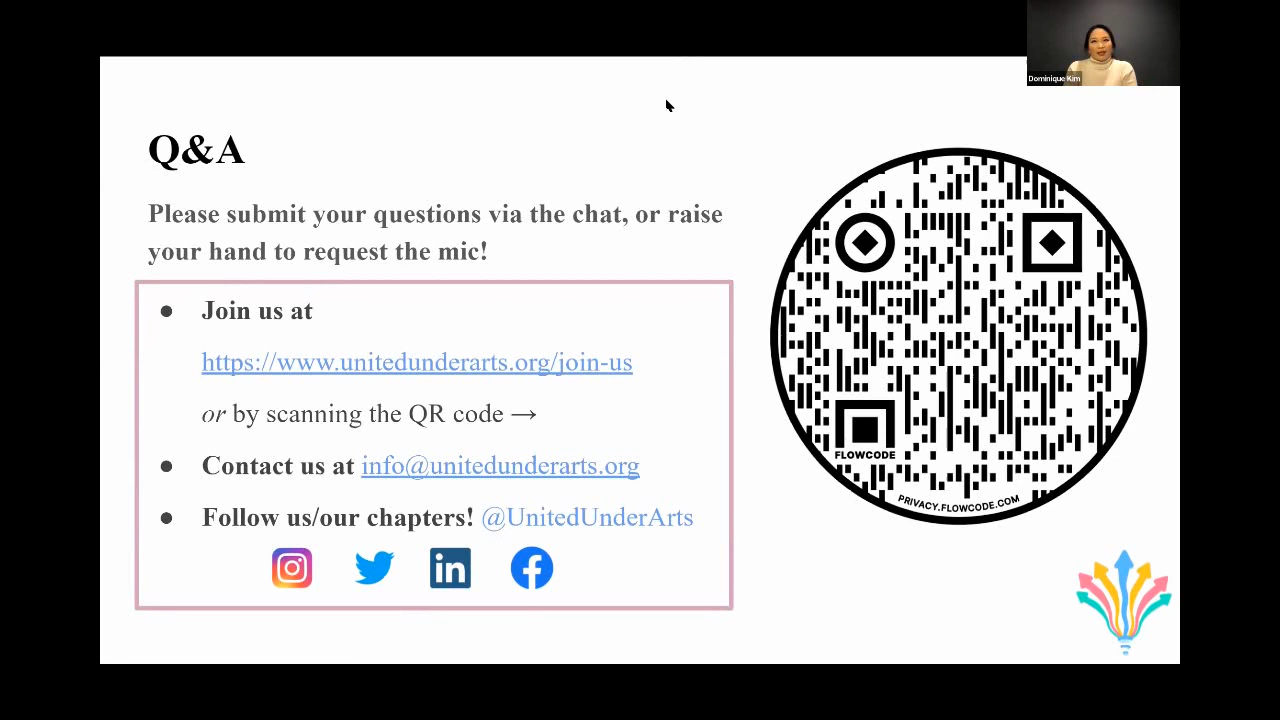 Dominique Kim
Q&A
Please submit your questions via the chat, or raise
your hand to request the mic!
● Join us at
https://www.unitedunderarts.org/join-us
or by scanning the QR code →
● Contact us at info@unitedunderarts.org
● Follow us/our chapters! @UnitedUnderArts
FLOWCODE
PRIVACY.FLOWCODE.COM